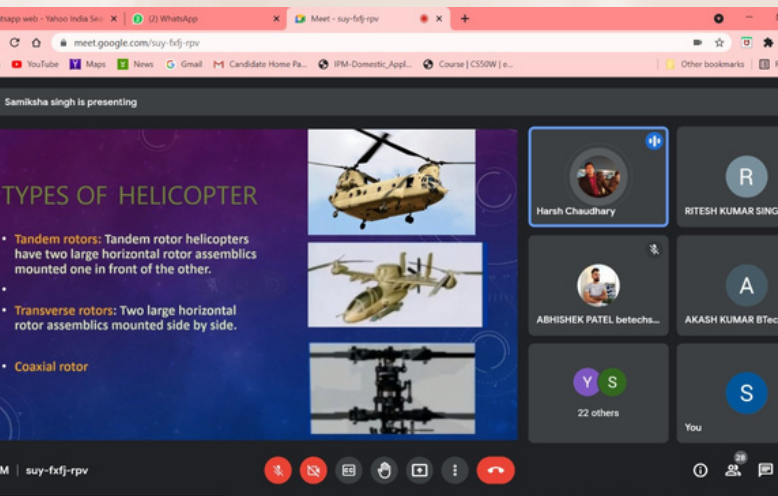 tsapp web - Yahoo India Sea
(2) WhatsApp
Meet - suy-fxfj-rpv
meet.google.com/suy-fxfj-rpv
YouTube
Maps
News
Gmail
Candidate Home Pa...
IPM-Domestic_Appl...
Course | CS50W | e...
Other bookmarks
Samiksha singh is presenting
TYPES OF HELICOPTER
• Tandem rotors: Tandem rotor helicopters
have two large horizontal rotor assemblics
mounted one in front of the other.
•
• Transverse rotors: Two large horizontal
rotor assemblics mounted side by side.
• Coaxial rotor
Harsh Chaudhary
R
RITESH KUMAR SING
ABHISHEK PATEL betechs...
A
AKASH KUMAR BTec
Y S
22 others
S
You
M | suy-fxfj-rpv
28